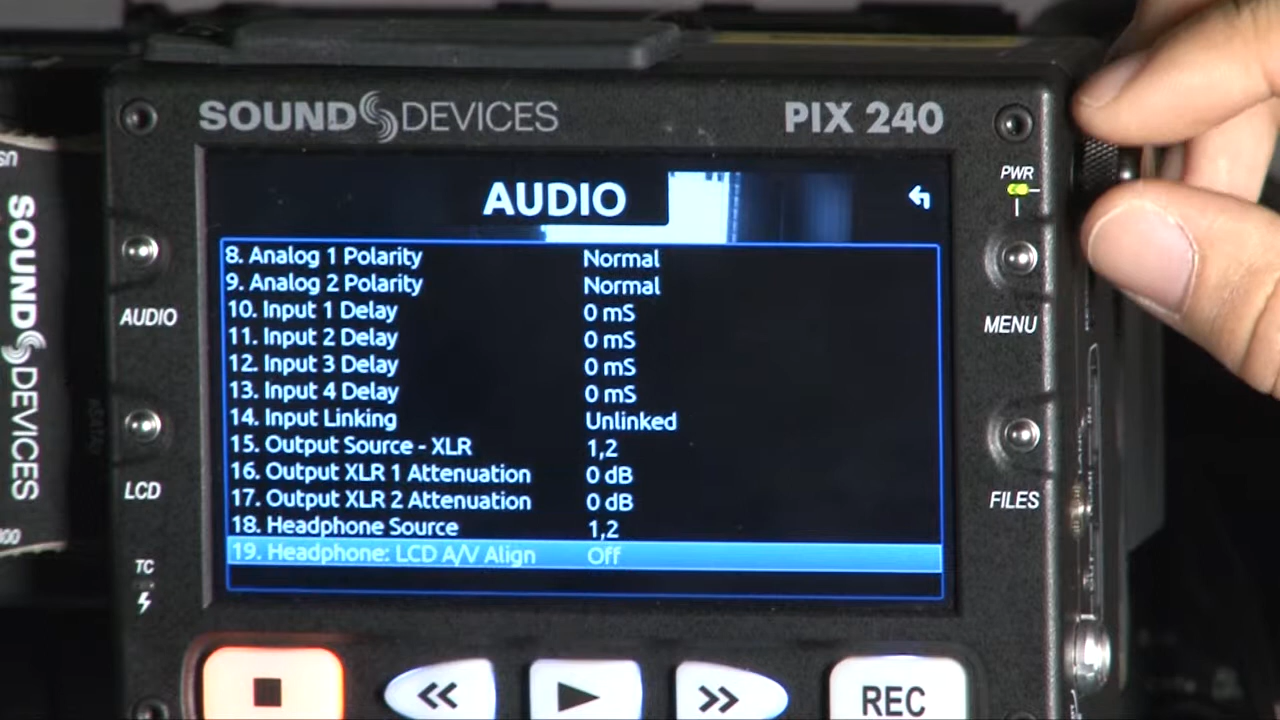 SOUND DEVICES
PIX 240
PWR
AUDIO
8. Analog 1 Polarity Normal
9. Analog 2 Polarity Normal
10. Input 1 Delay 0 mS
11. Input 2 Delay 0 mS
12. Input 3 Delay 0 mS
13. Input 4 Delay 0 mS
14. Input Linking Unlinked
15. Output Source - XLR 1,2
16. Output XLR 1 Attenuation 0 dB
17. Output XLR 2 Attenuation 0 dB
18. Headphone Source 1,2
19. Headphone: LCD A/V Align Off
AUDIO
MENU
LCD
FILES
TC
REC
SOUND DEVICES